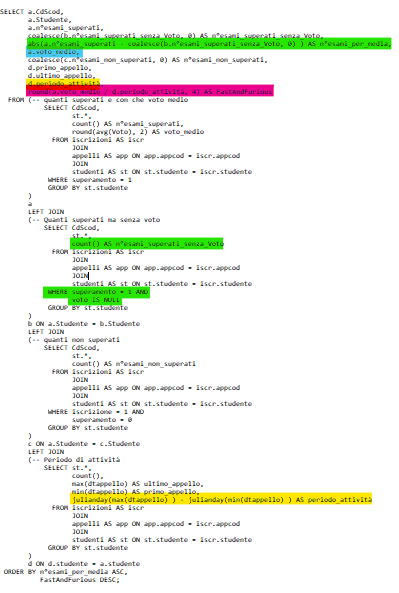 SELECT a.CdScod,
a.Studente,
a.n°esami_superati,
coalesce(b.n°esami_superati_senza_Voto, 0) AS n°esami_superati_senza_Voto,
abs(a.n°esami_superati - coalesce(b.n°esami_superati_senza_Voto, 0) ) AS n°esami_per_media,
a.voto_medio,
coalesce(c.n°esami_non_superati, 0) AS n°esami_non_superati,
d.primo_appello,
d.ultimo_appello,
d.periodo_attività,
round(a.voto_medio / d.periodo_attività, 4) AS FastAndFurious
FROM (-- quanti superati e con che voto medio
SELECT CdScod,
st.*,
count() AS n°esami_superati,
round(avg(Voto), 2) AS voto_medio
FROM iscrizioni AS iscr
JOIN
appelli AS app ON app.appcod = iscr.appcod
JOIN
studenti AS st ON st.studente = iscr.studente
WHERE superamento = 1
GROUP BY st.studente
)
a
LEFT JOIN
(-- Quanti superati ma senza voto
SELECT CdScod,
st.*,
count() AS n°esami_superati_senza_Voto
FROM iscrizioni AS iscr
JOIN
appelli AS app ON app.appcod = iscr.appcod
JOIN
studenti AS st ON st.studente = iscr.studente
WHERE superamento = 1 AND
voto IS NULL
GROUP BY st.studente
)
b ON a.Studente = b.Studente
LEFT JOIN
(-- quanti non superati
SELECT CdScod,
st.*,
count() AS n°esami_non_superati
FROM iscrizioni AS iscr
JOIN
appelli AS app ON app.appcod = iscr.appcod
JOIN
studenti AS st ON st.studente = iscr.studente
WHERE iscrizione = 1 AND
superamento = 0
GROUP BY st.studente
)
c ON a.Studente = c.Studente
LEFT JOIN
(-- Periodo di attività
SELECT st.*,
count(),
max(dtappello) AS ultimo_appello,
min(dtappello) AS primo_appello,
julianday(max(dtappello) ) - julianday(min(dtappello) ) AS periodo_attività
FROM iscrizioni AS iscr
JOIN
appelli AS app ON app.appcod = iscr.appcod
JOIN
studenti AS st ON st.studente = iscr.studente
GROUP BY st.studente
)
d ON d.studente = a.studente
ORDER BY n°esami_per_media ASC,
FastAndFurious DESC;